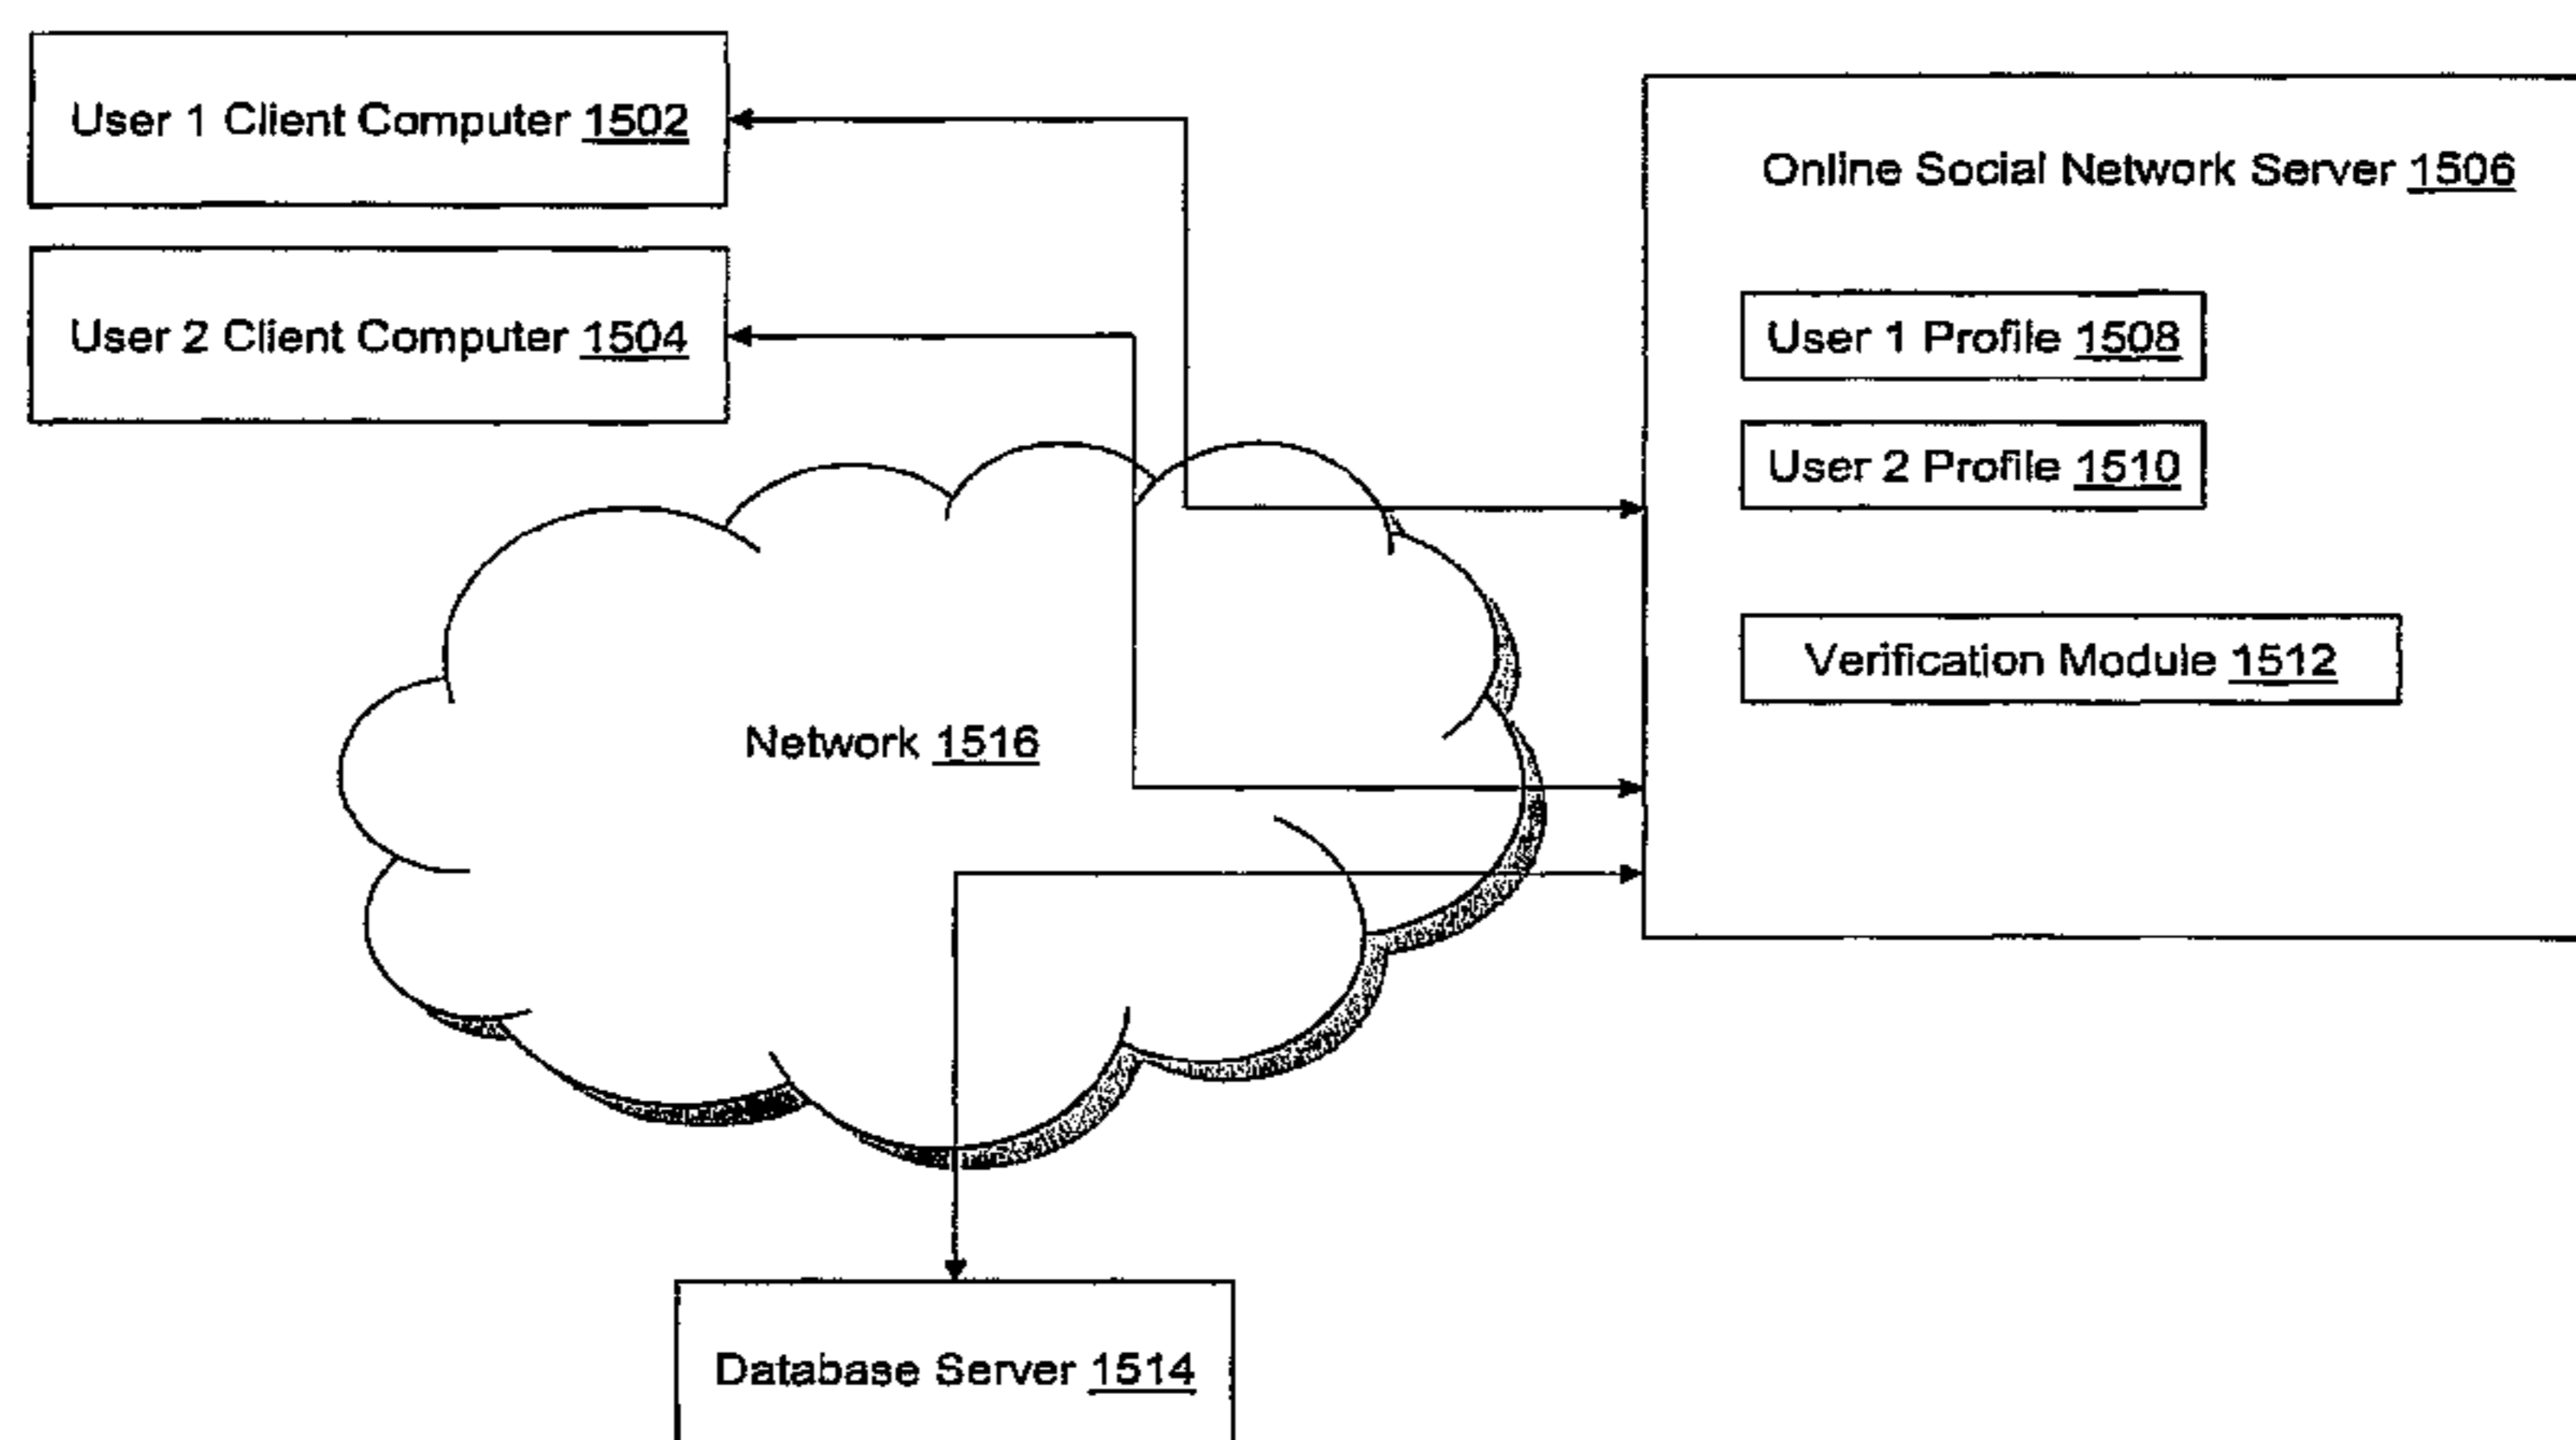 User 1 Client Computer 1502
User 2 Client Computer 1504
Online Social Network Server 1506
User 1 Profile 1508
User 2 Profile 1510
Verification Module 1512
Network 1516
Database Server 1514